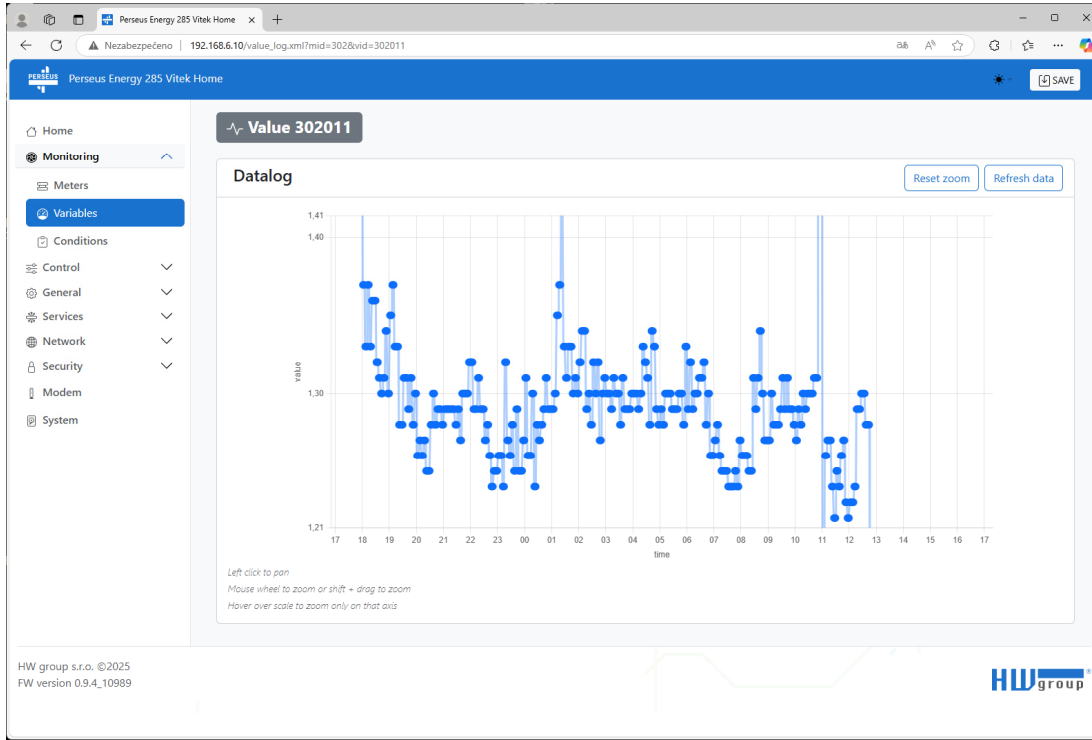 Perseus Energy 285 Vitek Home
Nezabezpečeno
192.168.6.10/value_log.xml?mid=302&vid=302011
PERSEUS
Perseus Energy 285 Vitek Home
SAVE
Home
Monitoring
Meters
Variables
Conditions
Control
General
Services
Network
Security
Modem
System
Value 302011
Datalog
Reset zoom
Refresh data
1,41
1,40
1,30
1,21
value
17 18 19 20 21 22 23 00 01 02 03 04 05 06 07 08 09 10 11 12 13 14 15 16 17
time
Left click to pan
Mouse wheel to zoom or shift + drag to zoom
Hover over scale to zoom only on that axis
HW group s.r.o. ©2025
FW version 0.9.4_10989
HW group